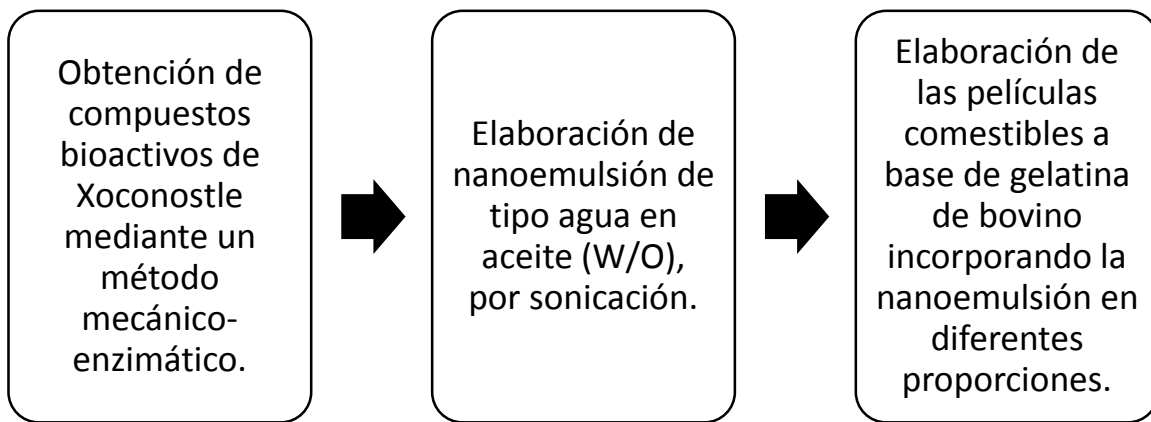 Obtención de
compuestos
bioactivos de
Xoconostle
mediante un
método
mecánico-
enzimático.
Elaboración de
nanoemulsión de
tipo agua en
aceite (W/O),
por sonicación.
Elaboración de
las películas
comestibles a
base de gelatina
de bovino
incorporando la
nanoemulsión en
diferentes
proporciones.